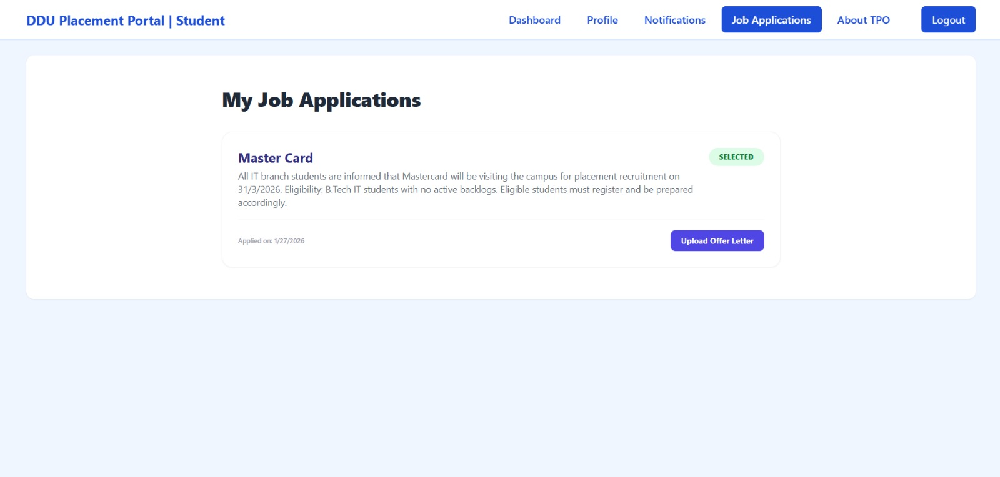 DDU Placement Portal | Student
Dashboard
Profile
Notifications
Job Applications
About TPO
Logout
My Job Applications
Master Card
SELECTED
All IT branch students are informed that Mastercard will be visiting the campus for placement recruitment on
31/3/2026. Eligibility: B.Tech IT students with no active backlogs. Eligible students must register and be prepared
accordingly.
Applied on: 1/27/2026
Upload Offer Letter